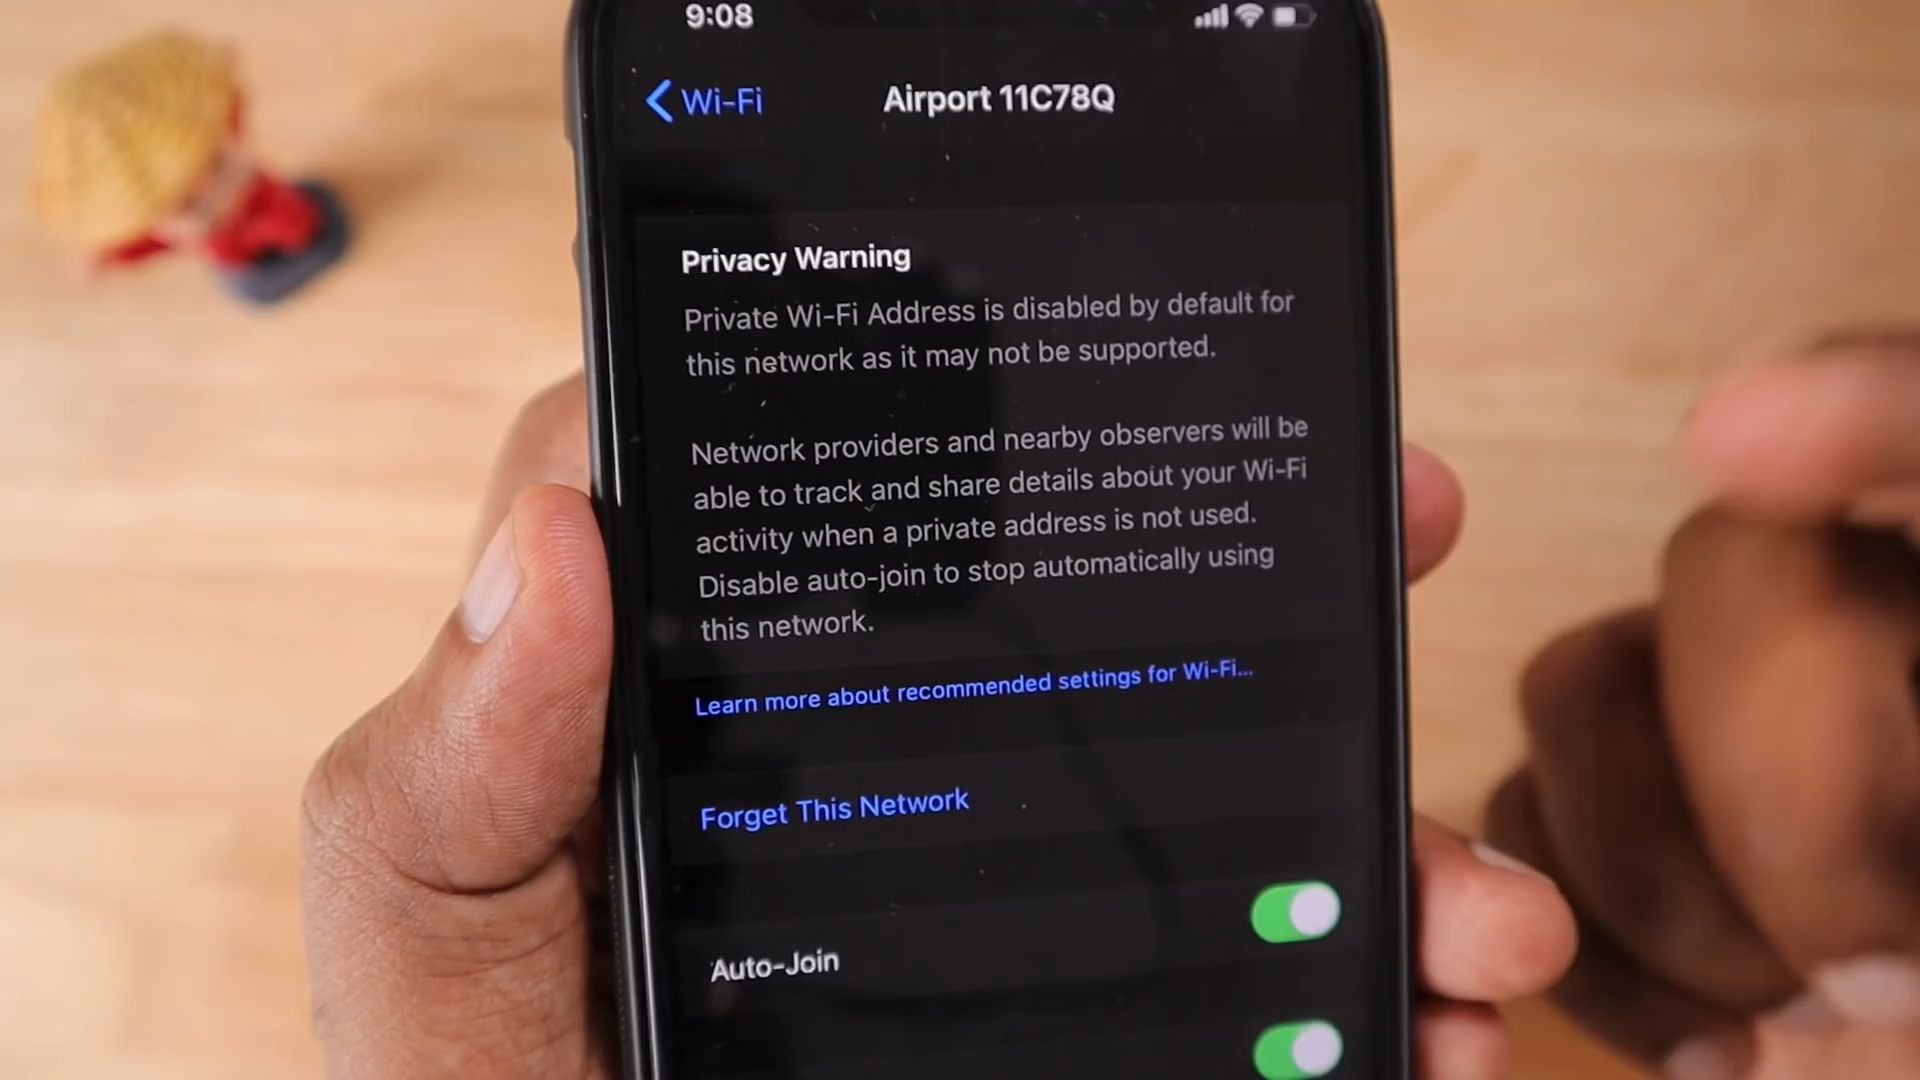 9:08
Wi-Fi
Airport 11C78Q
Privacy Warning
Private Wi-Fi Address is disabled by default for
this network as it may not be supported.
Network providers and nearby observers will be
able to track and share details about your Wi-Fi
activity when a private address is not used.
Disable auto-join to stop automatically using
this network.
Learn more about recommended settings for Wi-Fi...
Forget This Network
Auto-Join